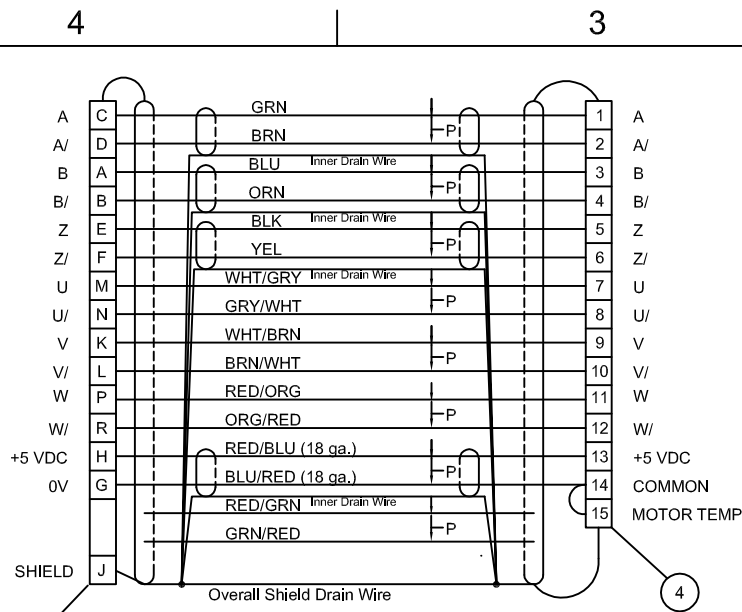 4 3
A C GRN 1 A
A/ D BRN P 2 A/
Inner Drain Wire
B A BLU 3 B
B/ B ORN P 4 B/
Inner Drain Wire
Z E BLK 5 Z
Z/ F YEL P 6 Z/
Inner Drain Wire
U M WHT/GRY 7 U
U/ N GRY/WHT P 8 U/
V K WHT/BRN 9 V
V/ L BRN/WHT P 10 V/
W P RED/ORG 11 W
W/ R ORG/RED P 12 W/
+5 VDC H RED/BLU (18 ga.) 13 +5 VDC
0V G BLU/RED (18 ga.) P 14 COMMON
RED/GRN Inner Drain Wire 15 MOTOR TEMP
GRN/RED P
SHIELD J 4
Overall Shield Drain Wire